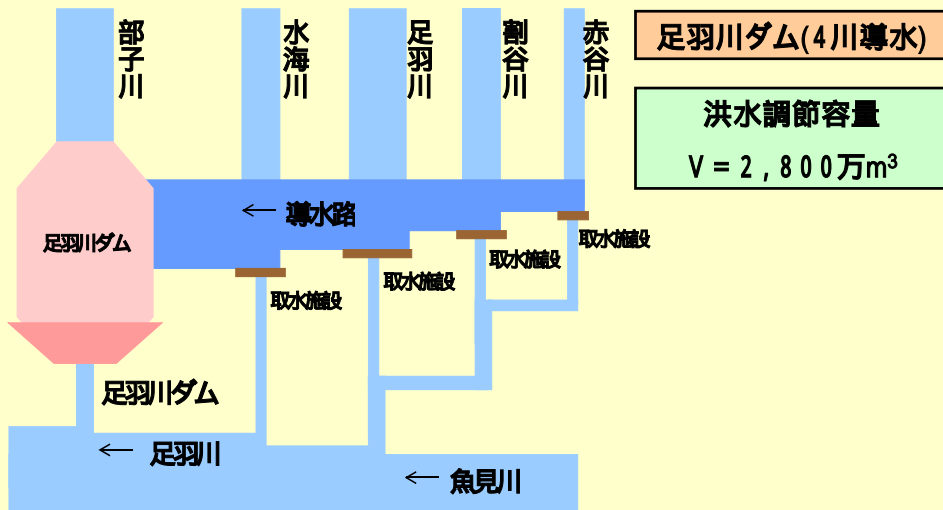 部子川
水海川
足羽川
割谷川
赤谷川
足羽川ダム(4川導水)
洪水調節容量
V=2,800万m³
← 導水路
足羽川ダム
取水施設
取水施設
取水施設
取水施設
足羽川ダム
← 足羽川
← 魚見川